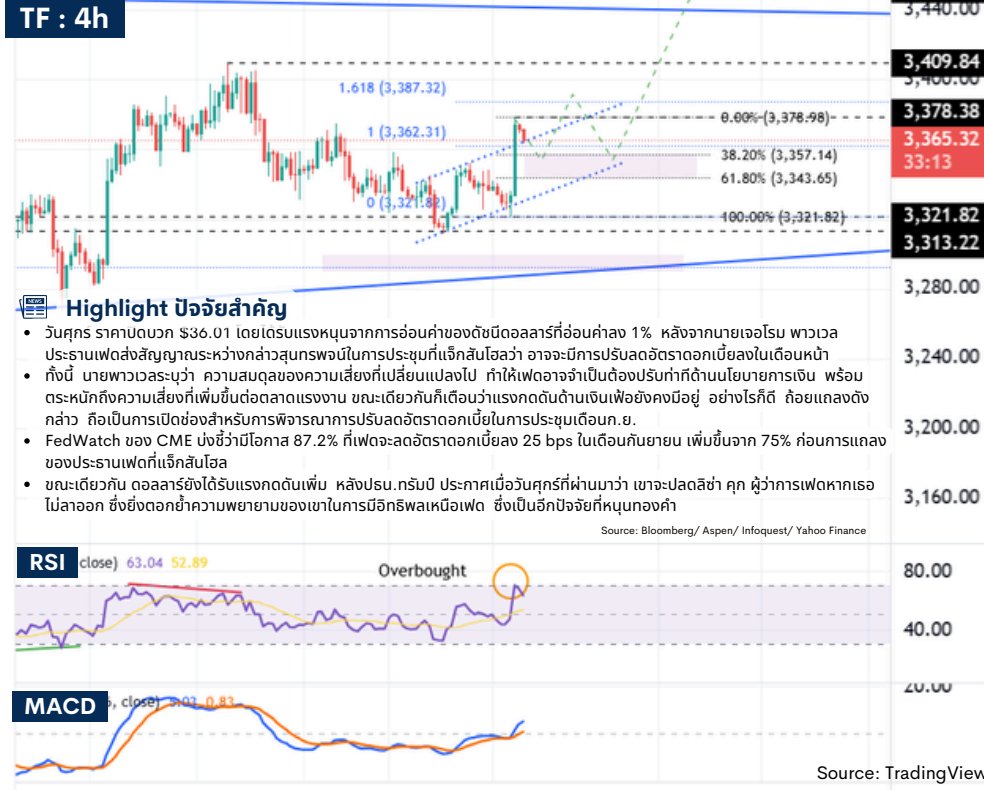 TF : 4h
3,440.00
3,409.84
3,400.00
1.618 (3,387.32)
3,378.38
0.00% (3,378.98)
1 (3,362.31)
3,365.32
33:13
38.20% (3,357.14)
61.80% (3,343.65)
0 (3,321.82)
100.00% (3,321.82)
3,321.82
3,313.22
3,280.00
3,240.00
3,200.00
3,160.00
Highlight ปัจจัยสำคัญ
• วันศุกร์ ราคาปิดบวก $36.01 โดยได้รับแรงหนุนจากการอ่อนค่าของดัชนีดอลลาร์ที่อ่อนค่าลง 1% หลังจากนายเจอโรม พาวเวล
ประธานเฟดส่งสัญญาณระหว่างกล่าวสุนทรพจน์ในการประชุมที่แจ็กสันโฮลว่า อาจจะมีการปรับลดอัตราดอกเบี้ยลงในเดือนหน้า
• ทั้งนี้ นายพาวเวลระบุว่า ความสมดุลของความเสี่ยงที่เปลี่ยนแปลงไป ทำให้เฟดอาจจำเป็นต้องปรับท่าทีด้านนโยบายการเงิน พร้อม
ตระหนักถึงความเสี่ยงที่เพิ่มขึ้นต่อตลาดแรงงาน ขณะเดียวกันก็เตือนว่าแรงกดดันด้านเงินเฟ้อยังคงมีอยู่ อย่างไรก็ดี ถ้อยแถลงดัง
กล่าว ถือเป็นการเปิดช่องสำหรับการพิจารณาการปรับลดอัตราดอกเบี้ยในการประชุมเดือนก.ย.
• FedWatch ของ CME บ่งชี้ว่ามีโอกาส 87.2% ที่เฟดจะลดอัตราดอกเบี้ยลง 25 bps ในเดือนกันยายน เพิ่มขึ้นจาก 75% ก่อนการแถลง
ของประธานเฟดที่แจ็กสันโฮล
• ขณะเดียวกัน ดอลลาร์ยังได้รับแรงกดดันเพิ่ม หลังปธน.ทรัมป์ ประกาศเมื่อวันศุกร์ที่ผ่านมาว่า เขาจะปลดลิซ่า คุก ผู้ว่าการเฟดหากเธอ
ไม่ลาออก ซึ่งยิ่งตอกย้ำความพยายามของเขาในการมีอิทธิพลเหนือเฟด ซึ่งเป็นอีกปัจจัยที่หนุนทองคำ
Source: Bloomberg/ Aspen/ Infoquest/ Yahoo Finance
RSI close) 63.04 52.89
Overbought
80.00
40.00
MACD , close) 0.83
20.00
Source: TradingView